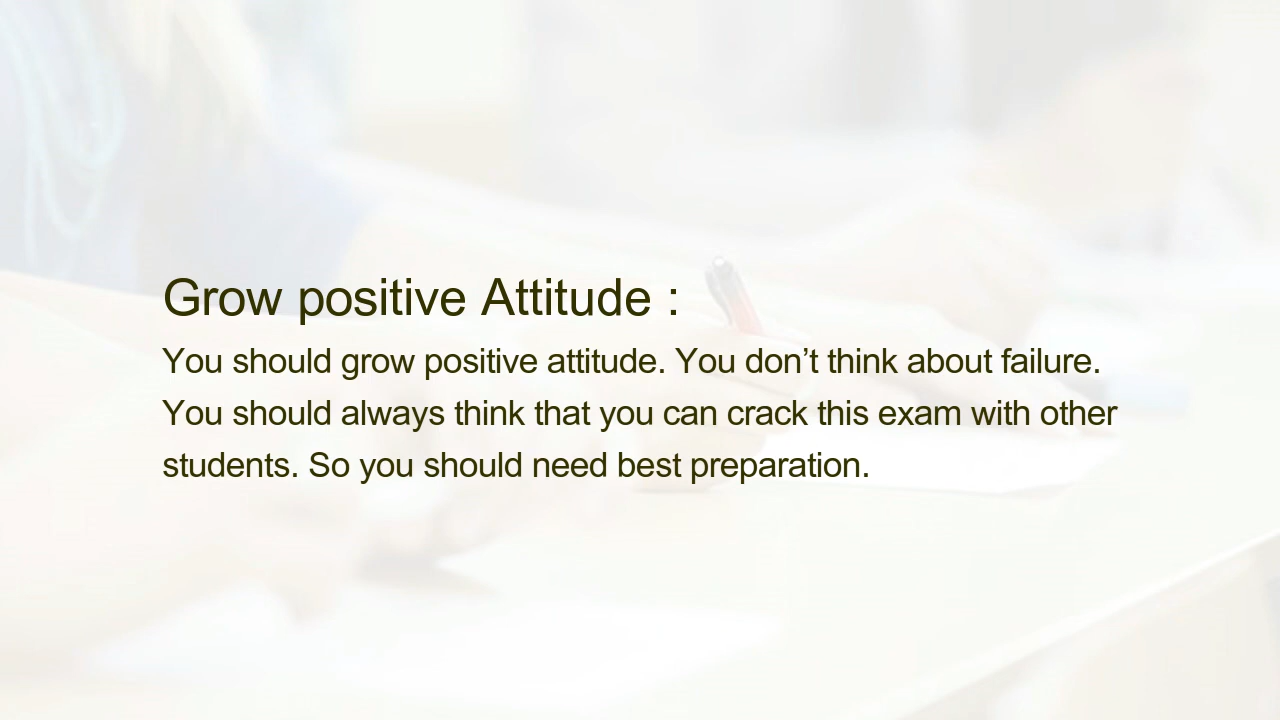 Grow positive Attitude :
You should grow positive attitude. You don’t think about failure.
You should always think that you can crack this exam with other
students. So you should need best preparation.